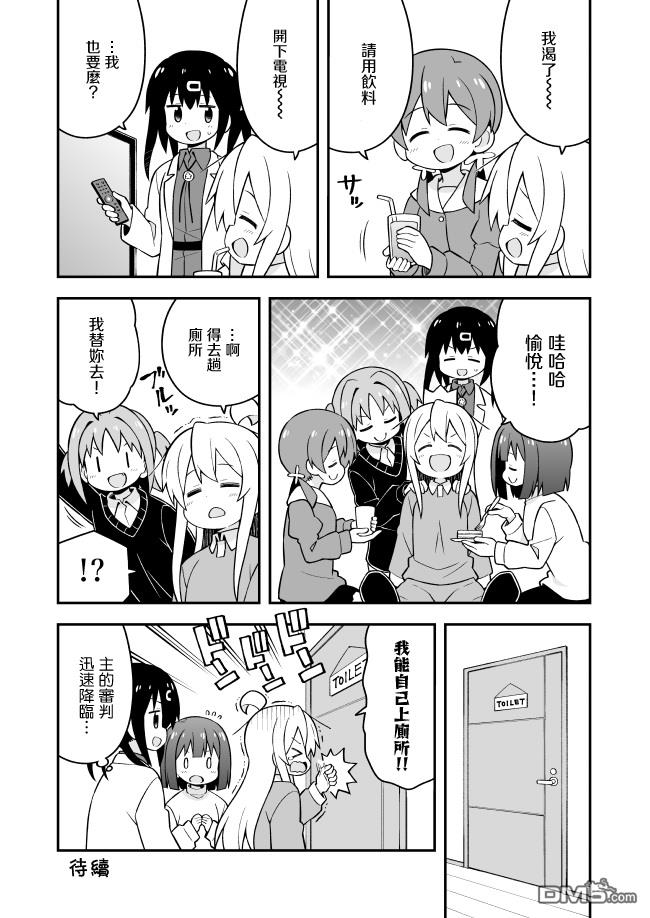 我渴了~~
請用飲料
サッ
開下電視~~
…我
也要麼？
哇哈哈
愉悅…！
…啊
得去趟
廁所
ブルッ
我替妳去！
!?
TOILET
我能自己上廁所!!
TOILET
ドンドンドン
主的審判
迅速降臨…
待續
DM5.com